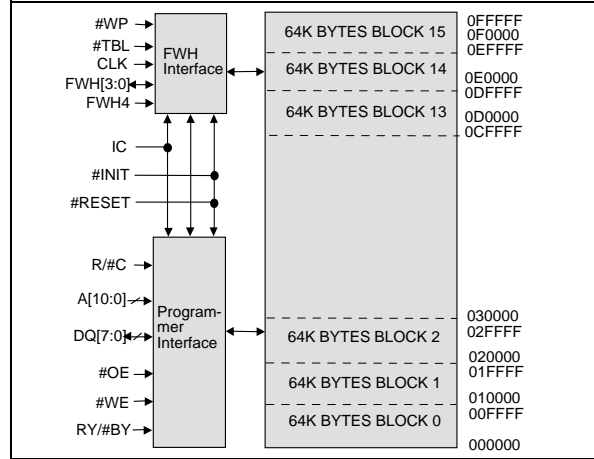 #WP
#TBL
CLK
FWH[3:0]
FWH4
FWH
Interface
IC
#INIT
#RESET
R/#C
A[10:0]
DQ[7:0]
#OE
#WE
RY/#BY
Program-
mer
Interface
64K BYTES BLOCK 15
64K BYTES BLOCK 14
64K BYTES BLOCK 13
64K BYTES BLOCK 2
64K BYTES BLOCK 1
64K BYTES BLOCK 0
0FFFFF
0F0000
0EFFFF
0E0000
0DFFFF
0D0000
0CFFFF
030000
02FFFF
020000
01FFFF
010000
00FFFF
000000